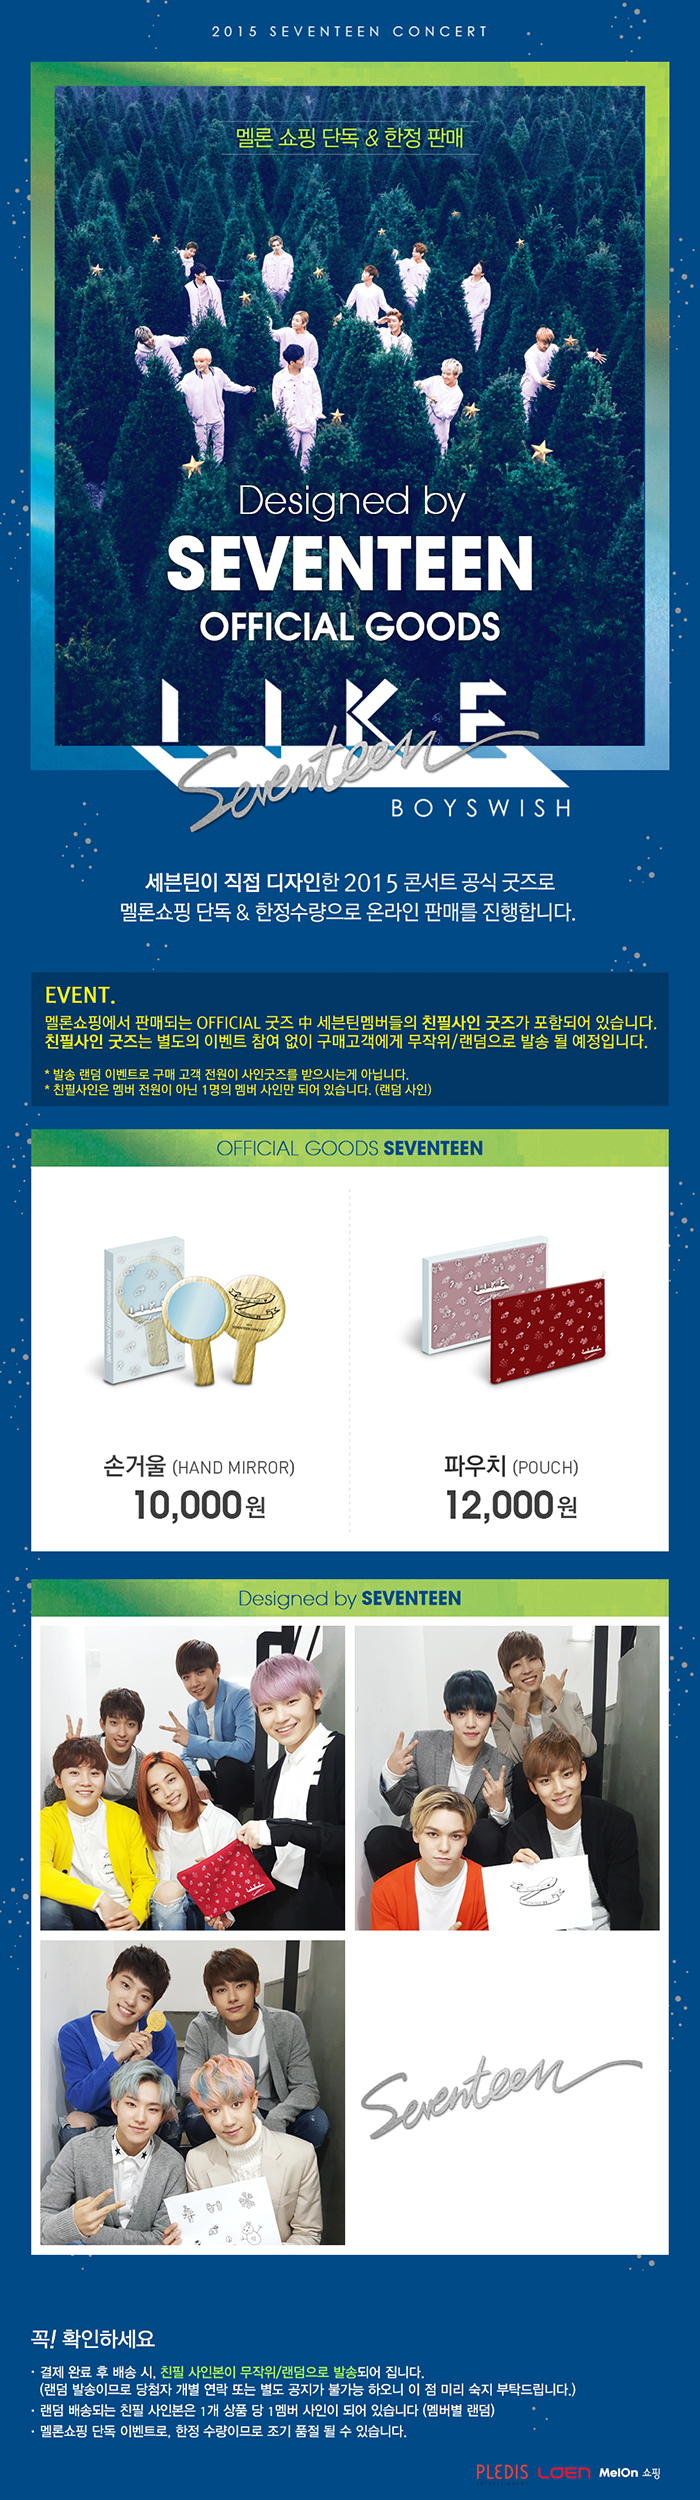 2015 SEVENTEEN CONCERT
멜론 쇼핑 단독 & 한정 판매
Designed by
SEVENTEEN
OFFICIAL GOODS
LIKE
Seventeen
BOYSWISH
세븐틴이 직접 디자인한 2015 콘서트 공식 굿즈로
멜론쇼핑 단독 & 한정수량으로 온라인 판매를 진행합니다.
EVENT.
멜론쇼핑에서 판매되는 OFFICIAL 굿즈 中 세븐틴멤버들의 친필사인 굿즈가 포함되어 있습니다.
친필사인 굿즈는 별도의 이벤트 참여 없이 구매고객에게 무작위/랜덤으로 발송 될 예정입니다.
* 발송 랜덤 이벤트로 구매 고객 전원이 사인굿즈를 받으시는게 아닙니다.
* 친필사인은 멤버 전원이 아닌 1명의 멤버 사인만 되어 있습니다. (랜덤 사인)
OFFICIAL GOODS SEVENTEEN
LIKE
SEVENTEEN CONCERT
손거울 (HAND MIRROR)
10,000원
파우치 (POUCH)
12,000원
Designed by SEVENTEEN
LIKE
Seventeen
꼭! 확인하세요
· 결제 완료 후 배송 시, 친필 사인본이 무작위/랜덤으로 발송되어 집니다.
(랜덤 발송이므로 당첨자 개별 연락 또는 별도 공지가 불가능 하오니 이 점 미리 숙지 부탁드립니다.)
· 랜덤 배송되는 친필 사인본은 1개 상품 당 1멤버 사인이 되어 있습니다 (멤버별 랜덤)
· 멜론쇼핑 단독 이벤트로, 한정 수량이므로 조기 품절 될 수 있습니다.
PLEDIS LOEN MelOn 쇼핑
ENTERTAINMENT